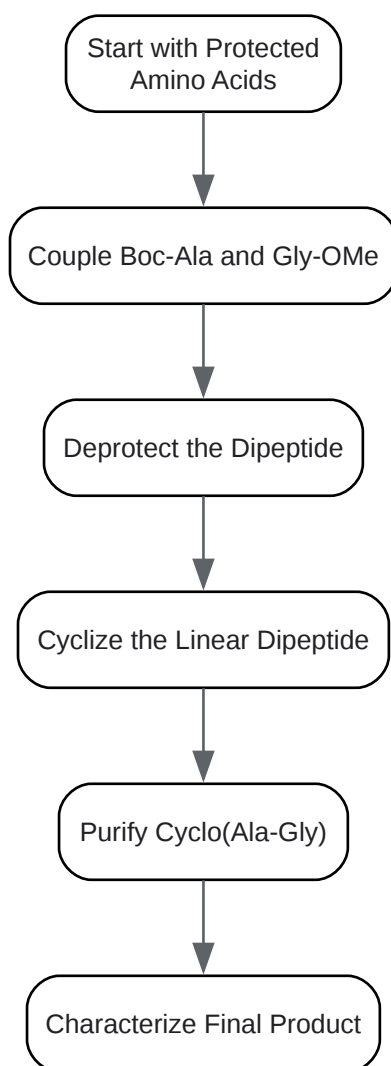 Start with Protected
Amino Acids
Couple Boc-Ala and Gly-OMe
Deprotect the Dipeptide
Cyclize the Linear Dipeptide
Purify Cyclo(Ala-Gly)
Characterize Final Product